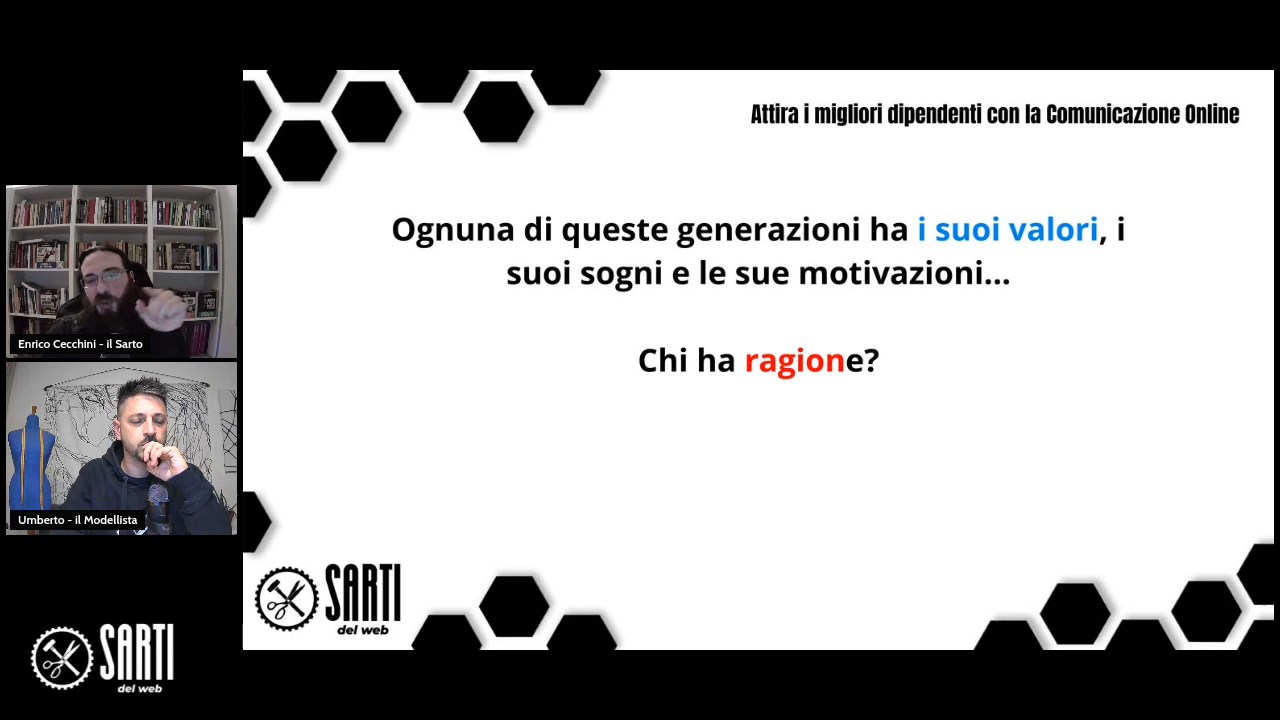 Attira i migliori dipendenti con la Comunicazione Online
Ognuna di queste generazioni ha i suoi valori, i
suoi sogni e le sue motivazioni...
Chi ha ragione?
Enrico Cecchini - il Sarto
Umberto - il Modellista
SARTI
del web
SARTI
del web